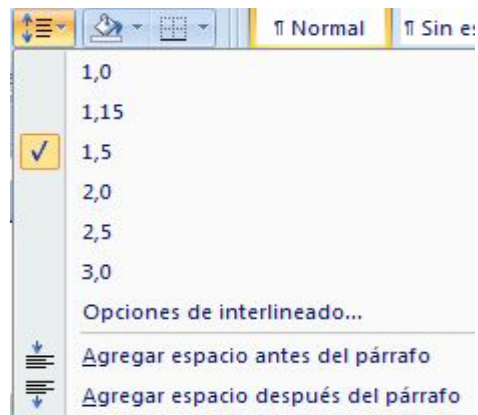 ¶ Normal ¶ Sin es
1,0
1,15
1,5
2,0
2,5
3,0
Opciones de interlineado...
Agregar espacio antes del párrafo
Agregar espacio después del párrafo